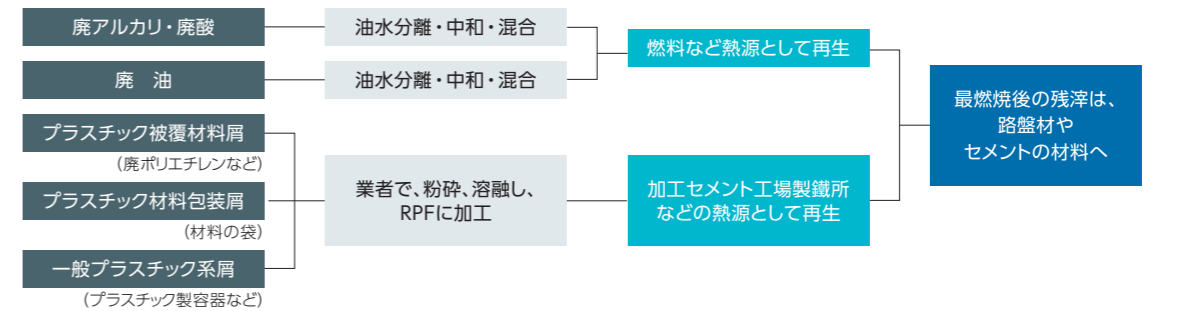 廃アルカリ・廃酸
油水分離・中和・混合
廃　油
油水分離・中和・混合
燃料など熱源として再生
プラスチック被覆材料屑
(廃ポリエチレンなど)
プラスチック材料包装屑
(材料の袋)
一般プラスチック系屑
(プラスチック製容器など)
業者で、粉砕、溶融し、
RPFに加工
加工セメント工場製鐵所
などの熱源として再生
最燃焼後の残滓は、
路盤材や
セメントの材料へ